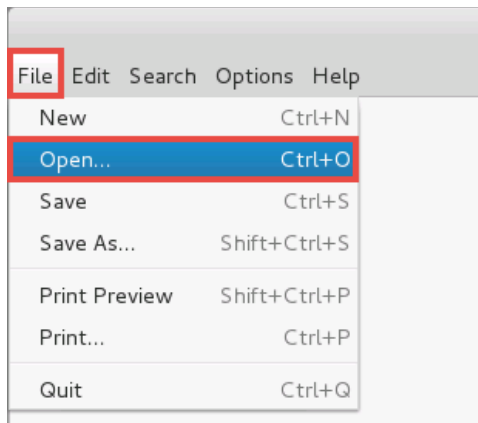 File Edit Search Options Help
New Ctrl+N
Open... Ctrl+O
Save Ctrl+S
Save As... Shift+Ctrl+S
Print Preview Shift+Ctrl+P
Print... Ctrl+P
Quit Ctrl+Q